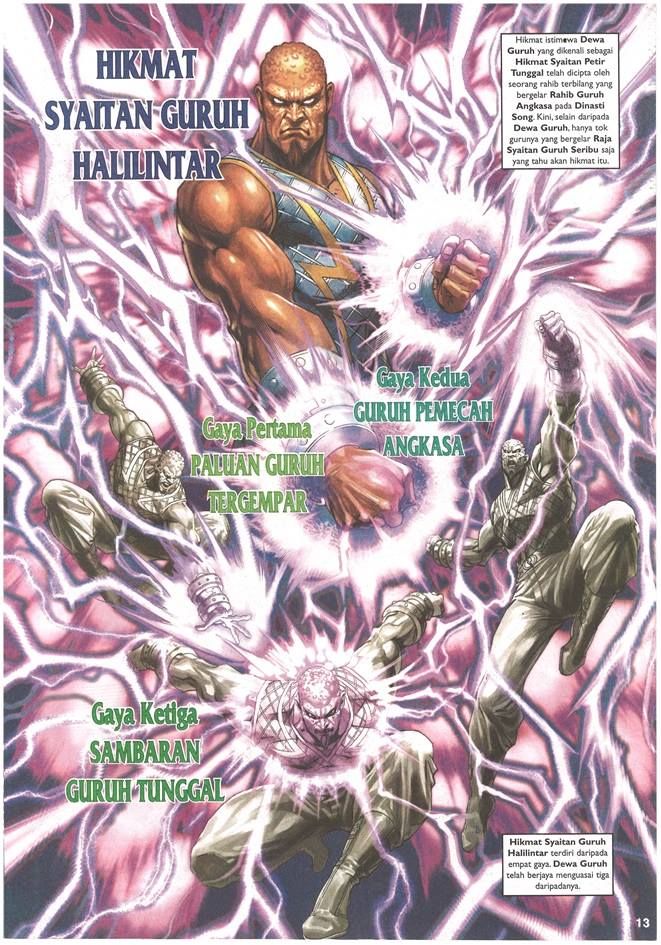 HIKMAT
SYAITAN GURUH
HALILINTAR
Hikmat istimewa Dewa
Guruh yang dikenali sebagai
Hikmat Syaitan Petir
Tunggal telah dicipta oleh
seorang rahib terbilang yang
bergelar Rahib Guruh
Angkasa pada Dinasti
Song. Kini, selain daripada
Dewa Guruh, hanya tok
gurunya yang bergelar Raja
Syaitan Guruh Seribu saja
yang tahu akan hikmat itu.
Gaya Pertama
PALUAN GURUH
TERGEMPAR
Gaya Kedua
GURUH PEMECAH
ANGKASA
Gaya Ketiga
SAMBARAN
GURUH TUNGGAL
Hikmat Syaitan Guruh
Halilintar terdiri daripada
empat gaya. Dewa Guruh
telah berjaya menguasai tiga
daripadanya.
13